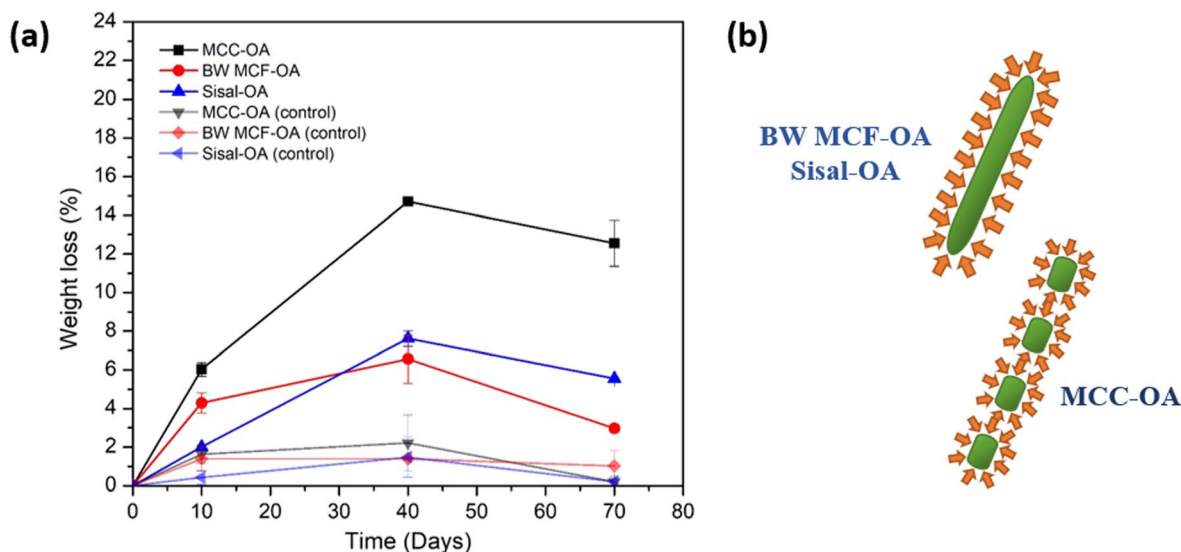 (a)
24
22
20
18
16
14
12
10
8
6
4
2
0
Weight loss (%)
MCC-OA
BW MCF-OA
Sisal-OA
MCC-OA (control)
BW MCF-OA (control)
Sisal-OA (control)
0 10 20 30 40 50 60 70 80
Time (Days)
(b)
BW MCF-OA
Sisal-OA
MCC-OA